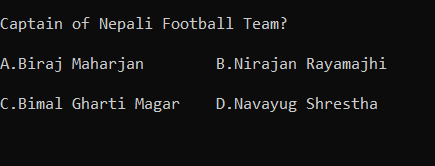 Captain of Nepali Football Team?
A.Biraj Maharjan B.Nirajan Rayamajhi
C.Bimal Gharti Magar D.Navayug Shrestha